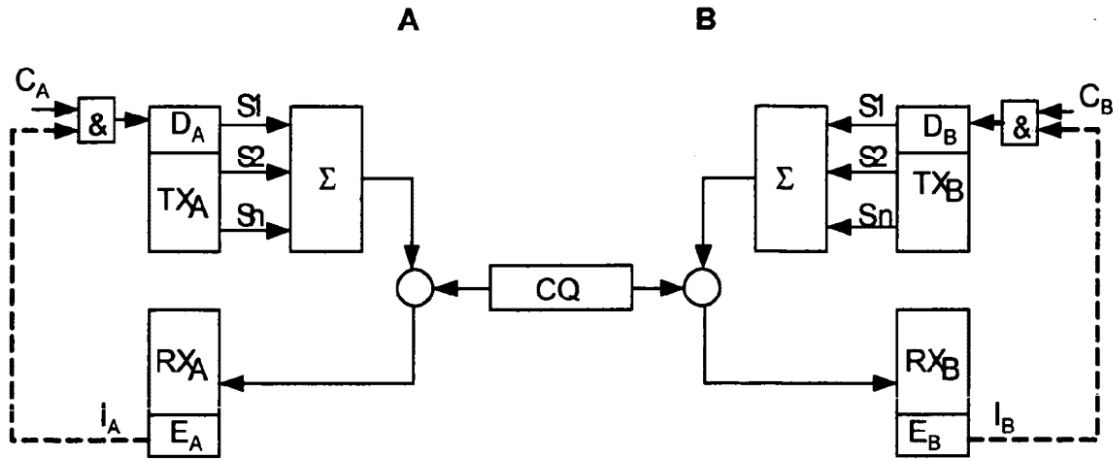 A B
C_A C_B
& D_A S1 S1 D_B &
S2 Σ Σ S2
TX_A TX_B
Sn Sn
CQ
RX_A RX_B
I_A E_A E_B I_B